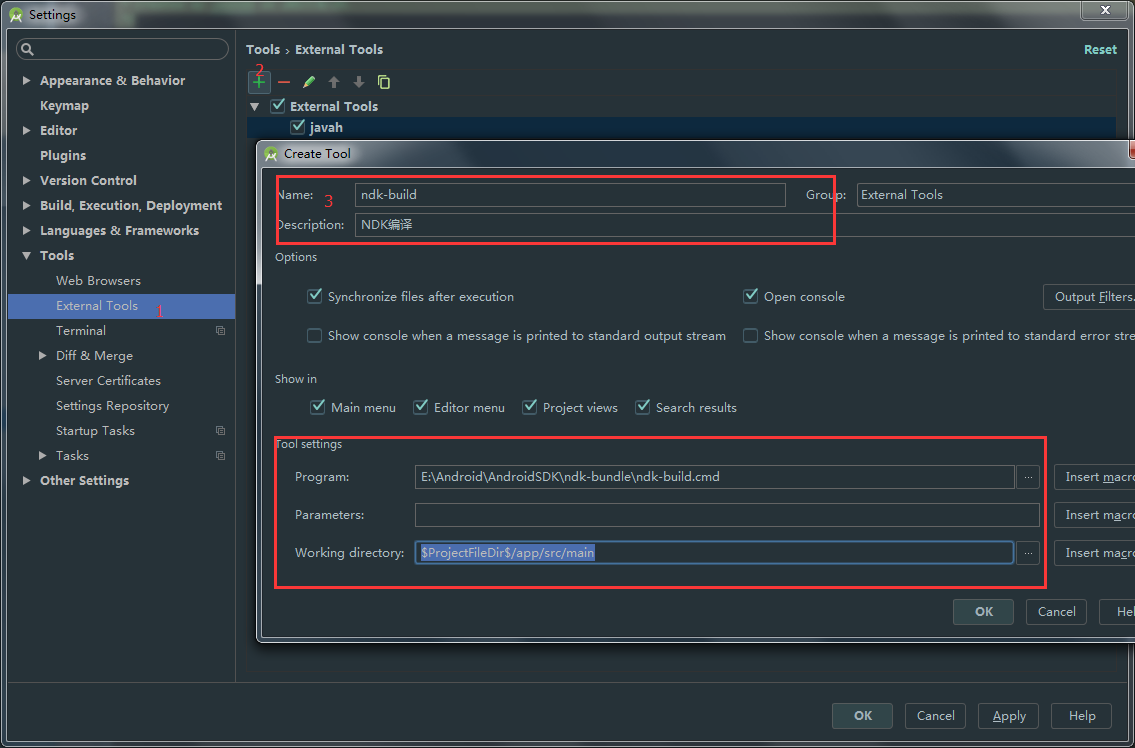 Settings
Tools › External Tools
Reset
Appearance & Behavior
Keymap
Editor
Plugins
Version Control
Build, Execution, Deployment
Languages & Frameworks
Tools
Web Browsers
External Tools 1
Terminal
Diff & Merge
Server Certificates
Settings Repository
Startup Tasks
Tasks
Other Settings
2
External Tools
javah
Create Tool
Name: 3 ndk-build Group: External Tools
Description: NDK编译
Options
Synchronize files after execution Open console Output Filters.
Show console when a message is printed to standard output stream Show console when a message is printed to standard error stre
Show in
Main menu Editor menu Project views Search results
Tool settings
Program: E:\Android\AndroidSDK\ndk-bundle\ndk-build.cmd ... Insert macro
Parameters: Insert macro
Working directory: $ProjectFileDir$/app/src/main ... Insert macro
OK Cancel Hel
OK Cancel Apply Help